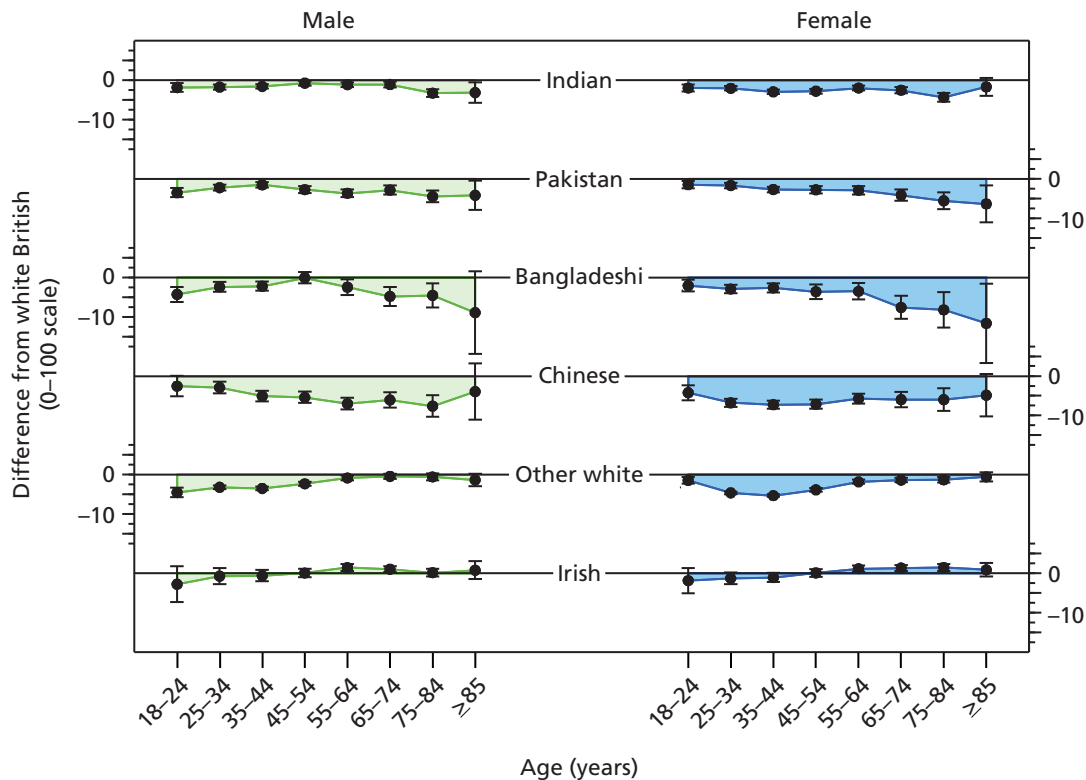 Male Female
Difference from white British
(0–100 scale)
0 Indian
−10
Pakistan 0
−10
0 Bangladeshi
−10
Chinese 0
−10
0 Other white
−10
Irish 0
−10
18–24 25–34 35–44 45–54 55–64 65–74 75–84 ≥85 18–24 25–34 35–44 45–54 55–64 65–74 75–84 ≥85
Age (years)